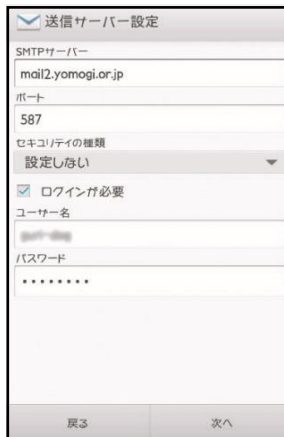 送信サーバー設定
SMTPサーバー
mail2.yomogi.or.jp
ポート
587
セキュリティの種類
設定しない
ログインが必要
ユーザー名
パスワード
••••••••
戻る 次へ